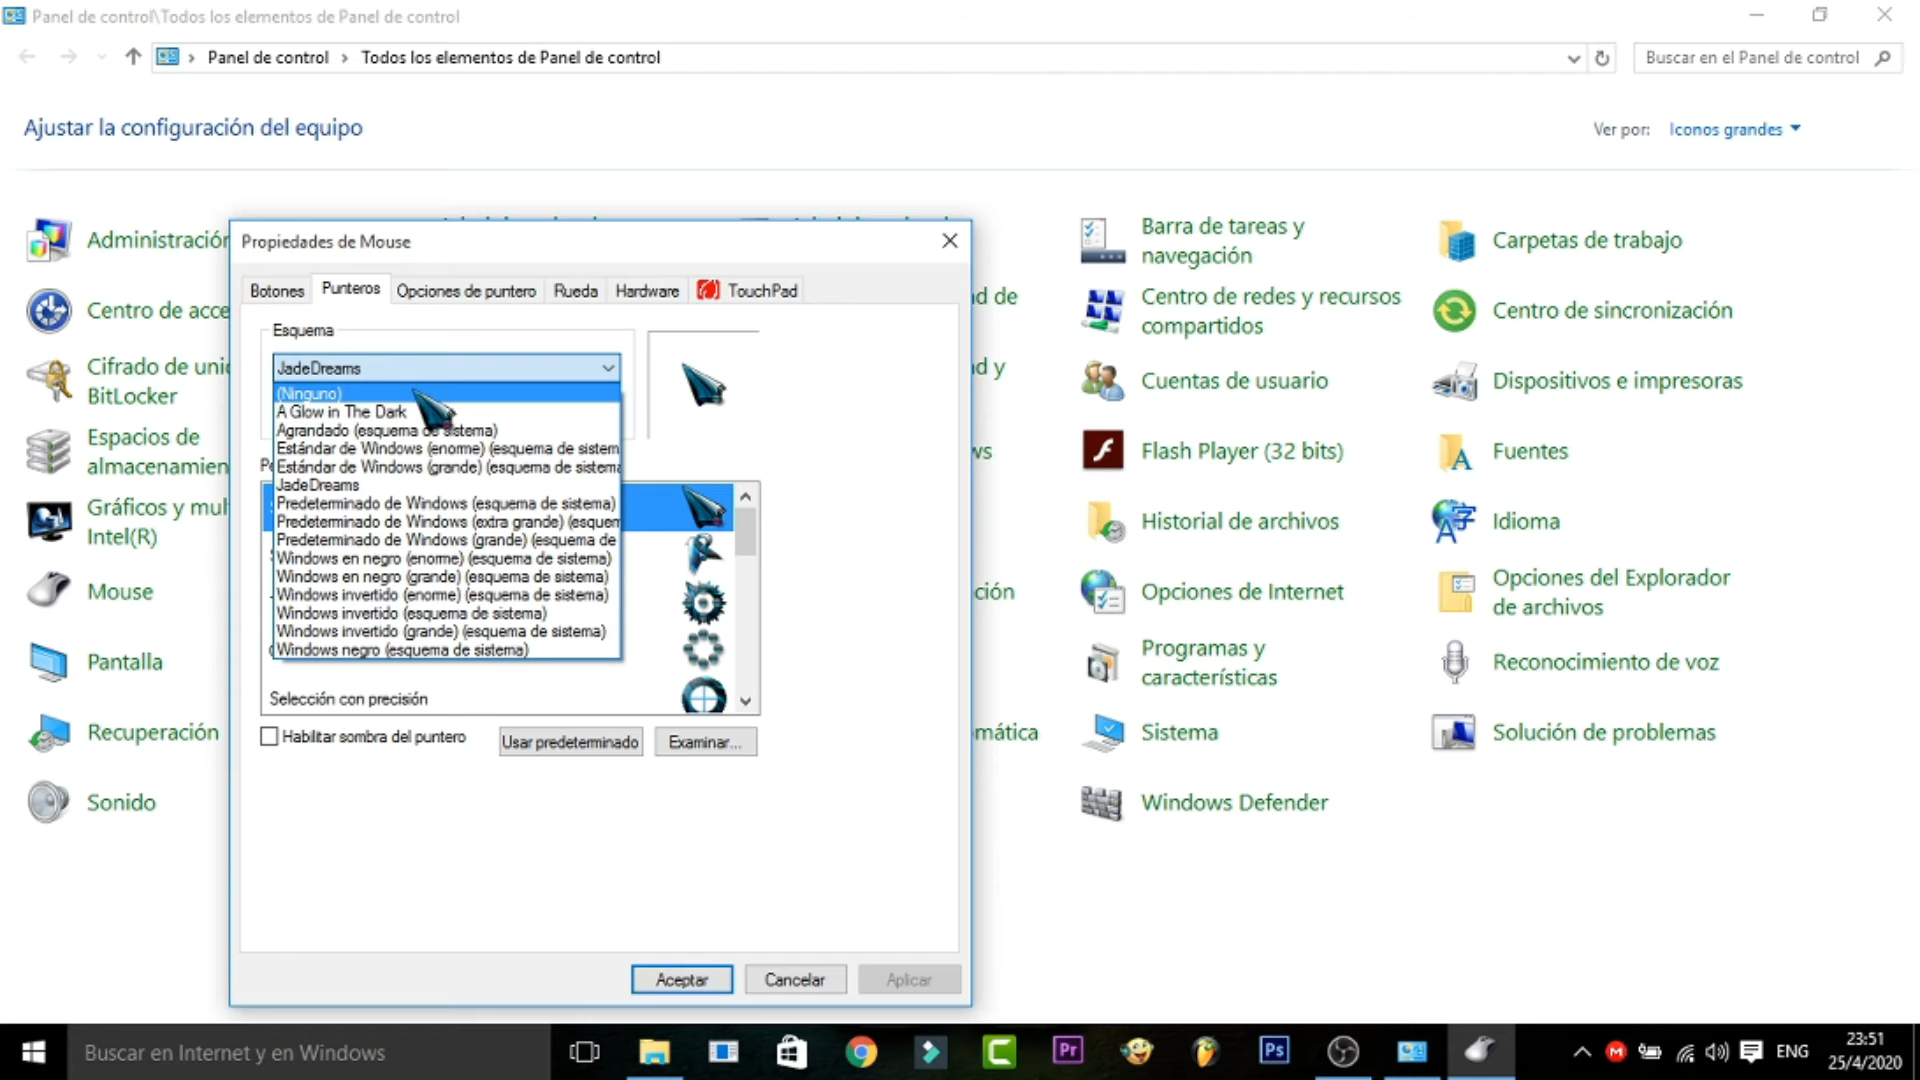 Panel de control\Todos los elementos de Panel de control
Panel de control › Todos los elementos de Panel de control
Buscar en el Panel de control
Ajustar la configuración del equipo
Ver por: Iconos grandes
Administración
Centro de acce
Cifrado de uni
BitLocker
Espacios de
almacenamien
Gráficos y mul
Intel(R)
Mouse
Pantalla
Recuperación
Sonido
Propiedades de Mouse
Botones
Punteros
Opciones de puntero
Rueda
Hardware
TouchPad
Esquema
JadeDreams
(Ninguno)
A Glow in The Dark
Agrandado (esquema de sistema)
Estándar de Windows (enorme) (esquema de sistem
Estándar de Windows (grande) (esquema de sistema
JadeDreams
Predeterminado de Windows (esquema de sistema)
Predeterminado de Windows (extra grande) (esquem
Predeterminado de Windows (grande) (esquema de
Windows en negro (enorme) (esquema de sistema)
Windows en negro (grande) (esquema de sistema)
Windows invertido (enorme) (esquema de sistema)
Windows invertido (esquema de sistema)
Windows invertido (grande) (esquema de sistema)
Windows negro (esquema de sistema)
Pe
Selección con precisión
Habilitar sombra del puntero
Usar predeterminado
Examinar...
Aceptar
Cancelar
Aplicar
d de
d y
ws
ción
mática
Barra de tareas y
navegación
Centro de redes y recursos
compartidos
Cuentas de usuario
Flash Player (32 bits)
Historial de archivos
Opciones de Internet
Programas y
características
Sistema
Windows Defender
Carpetas de trabajo
Centro de sincronización
Dispositivos e impresoras
Fuentes
Idioma
Opciones del Explorador
de archivos
Reconocimiento de voz
Solución de problemas
Buscar en Internet y en Windows
Pr
Ps
ENG
23:51
25/4/2020